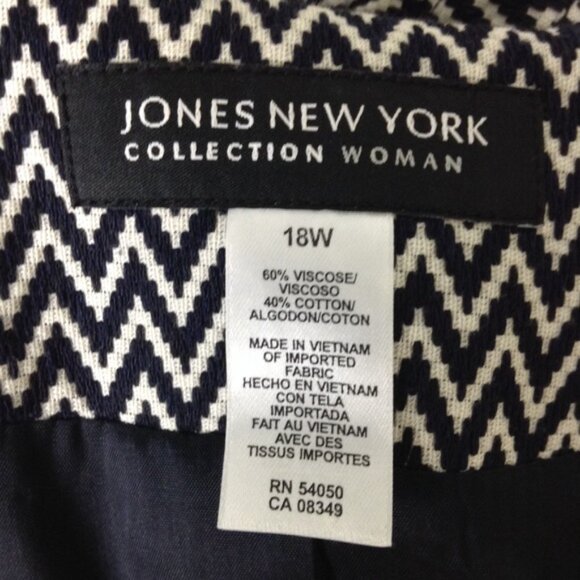 JONES NEW YORK
COLLECTION WOMAN
18W
60% VISCOSE/
VISCOSO
40% COTTON/
ALGODON/COTON
MADE IN VIETNAM
OF IMPORTED
FABRIC
HECHO EN VIETNAM
CON TELA
IMPORTADA
FAIT AU VIETNAM
AVEC DES
TISSUS IMPORTES
RN 54050
CA 08349